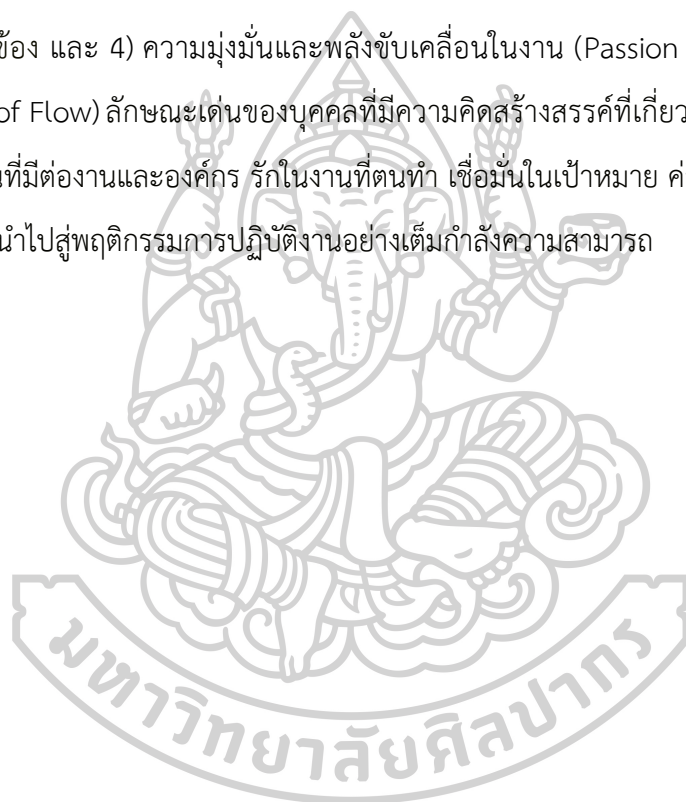 ข้อง และ 4) ความมุ่งมั่นและพลังขับเคลื่อนในงาน (Passion
of Flow) ลักษณะเด่นของบุคคลที่มีความคิดสร้างสรรค์ที่เกี่ยว
ที่มีต่องานและองค์กร รักในงานที่ตนทำ เชื่อมั่นในเป้าหมาย
นำไปสู่พฤติกรรมการปฏิบัติงานอย่างเต็มกำลังความสามารถ
มหาวิทยาลัยศิลปากร